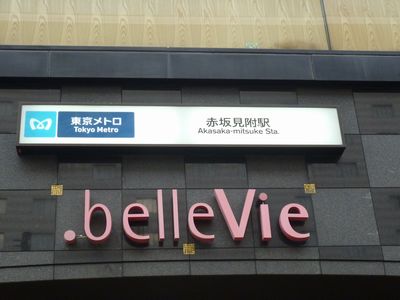 東京メトロ
Tokyo Metro
赤坂見附駅
Akasaka-mitsuke Sta.
.belleVie